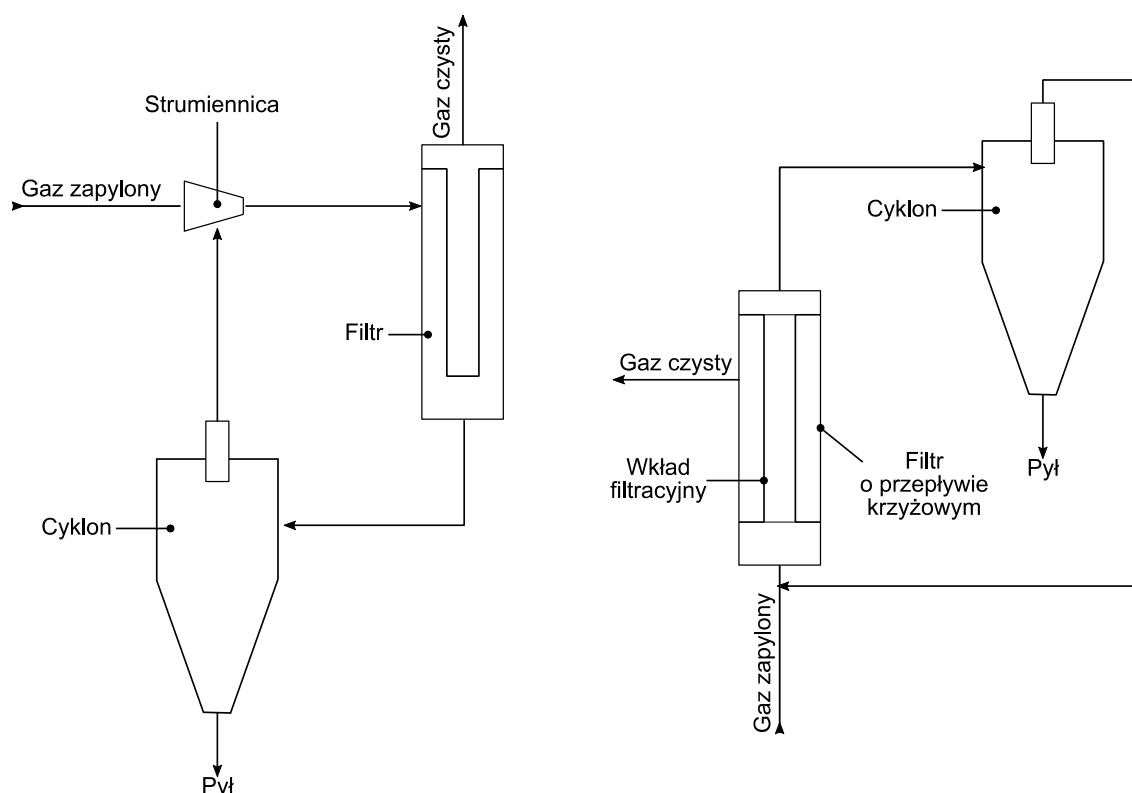 Gaz czysty
Strumiennica
Gaz zapylony
Filtr
Cyklon
Pył
Cyklon
Gaz czysty
Wkład
filtracyjny
Filtr
o przepływie
krzyżowym
Pył
Gaz zapylony